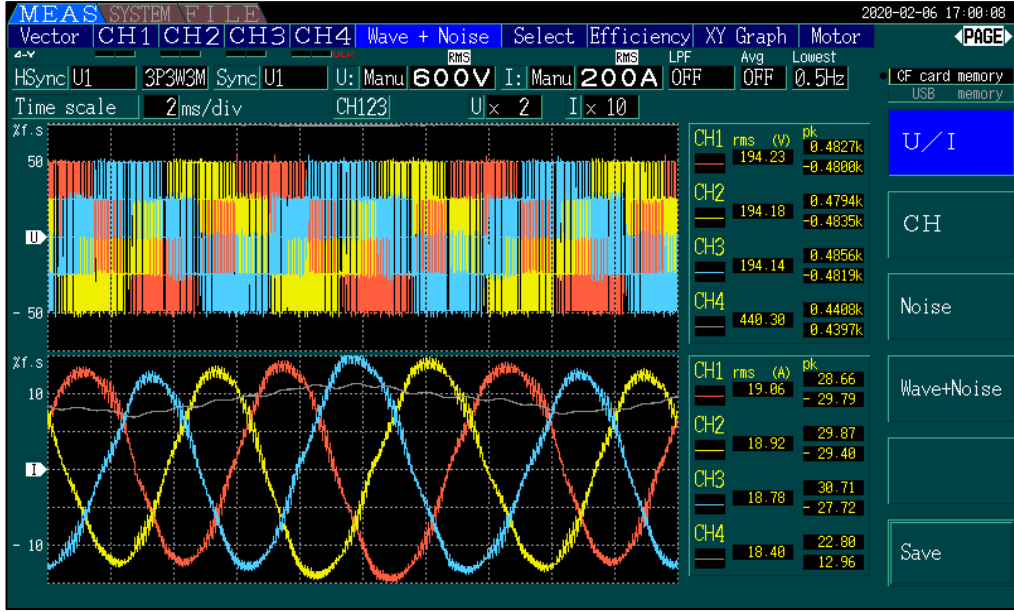 MEAS SYSTEM FILE 2020-02-06 17:00:08
Vector CH1 CH2 CH3 CH4 Wave + Noise Select Efficiency XY Graph Motor PAGE
Δ-Y ULK RMS RMS LPF Avg Lowest
HSync U1 3P3W3M Sync U1 U: Manu 600V I: Manu 200A OFF OFF 0.5Hz
CF card memory
USB memory
Time scale 2 ms/div CH123 U× 2 I× 10
%f.s
50
U
- 50
CH1 rms (V) pk
194.23 0.4827k
-0.4800k
CH2
194.18 0.4794k
-0.4835k
CH3
194.14 0.4856k
-0.4819k
CH4
440.30 0.4408k
0.4397k
%f.s
10
I
- 10
CH1 rms (A) pk
19.06 28.66
- 29.79
CH2
18.92 29.87
- 29.40
CH3
18.78 30.71
- 27.72
CH4
18.40 22.80
12.96
U/I
CH
Noise
Wave+Noise
Save